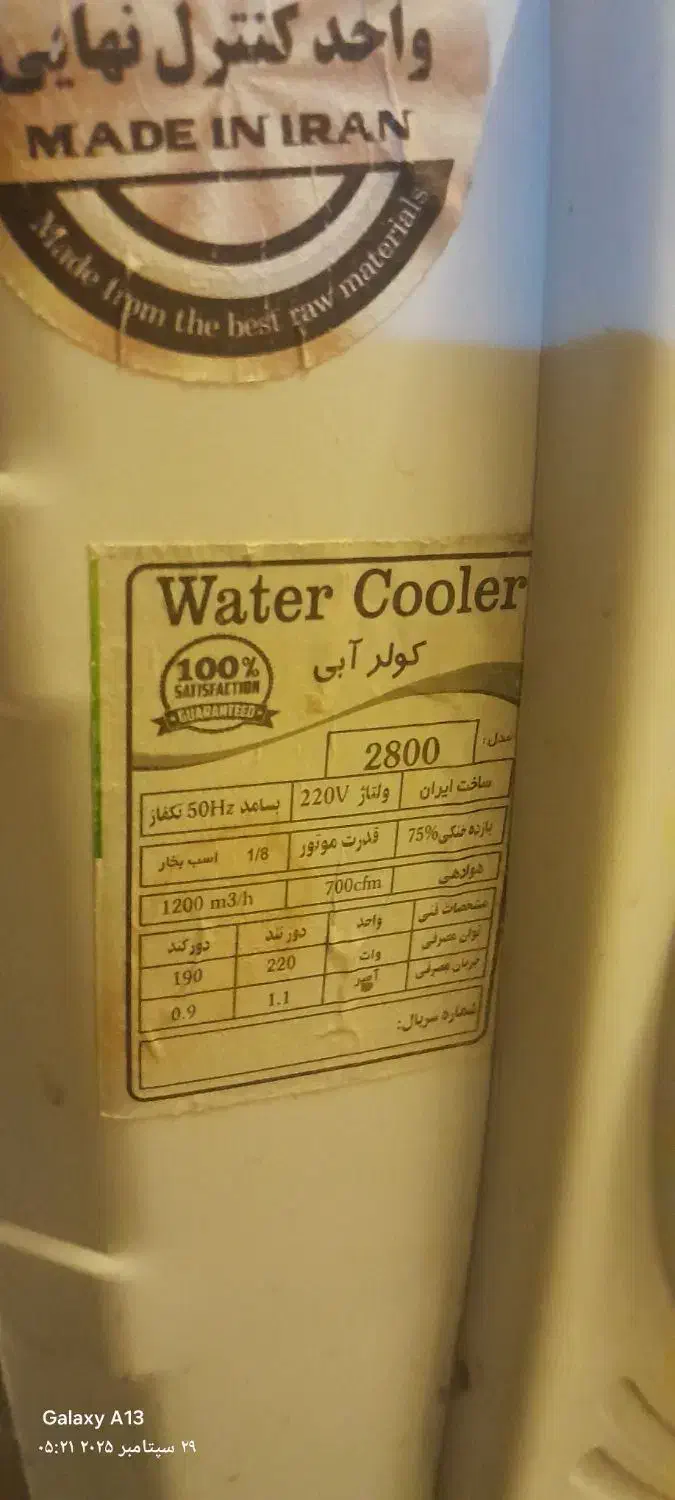 واحد کنترل نهایی
MADE IN IRAN
Made from the best raw materials
Water Cooler
کولر آبی
100%
SATISFACTION
GUARANTEED
مدل: 2800
ساخت ایران ولتاژ 220V بسامد 50Hz تکفاز
بازده خنکی 75% قدرت موتور 1/8 اسب بخار
هوادهی 700cfm 1200 m3/h
مشخصات فنی واحد دور تند دور کند
توان مصرفی وات 220 190
جریان مصرفی آمپر 1.1 0.9
شماره سریال:
Galaxy A13
۲۹ سپتامبر ۲۰۲۵ ۰۵:۲۱